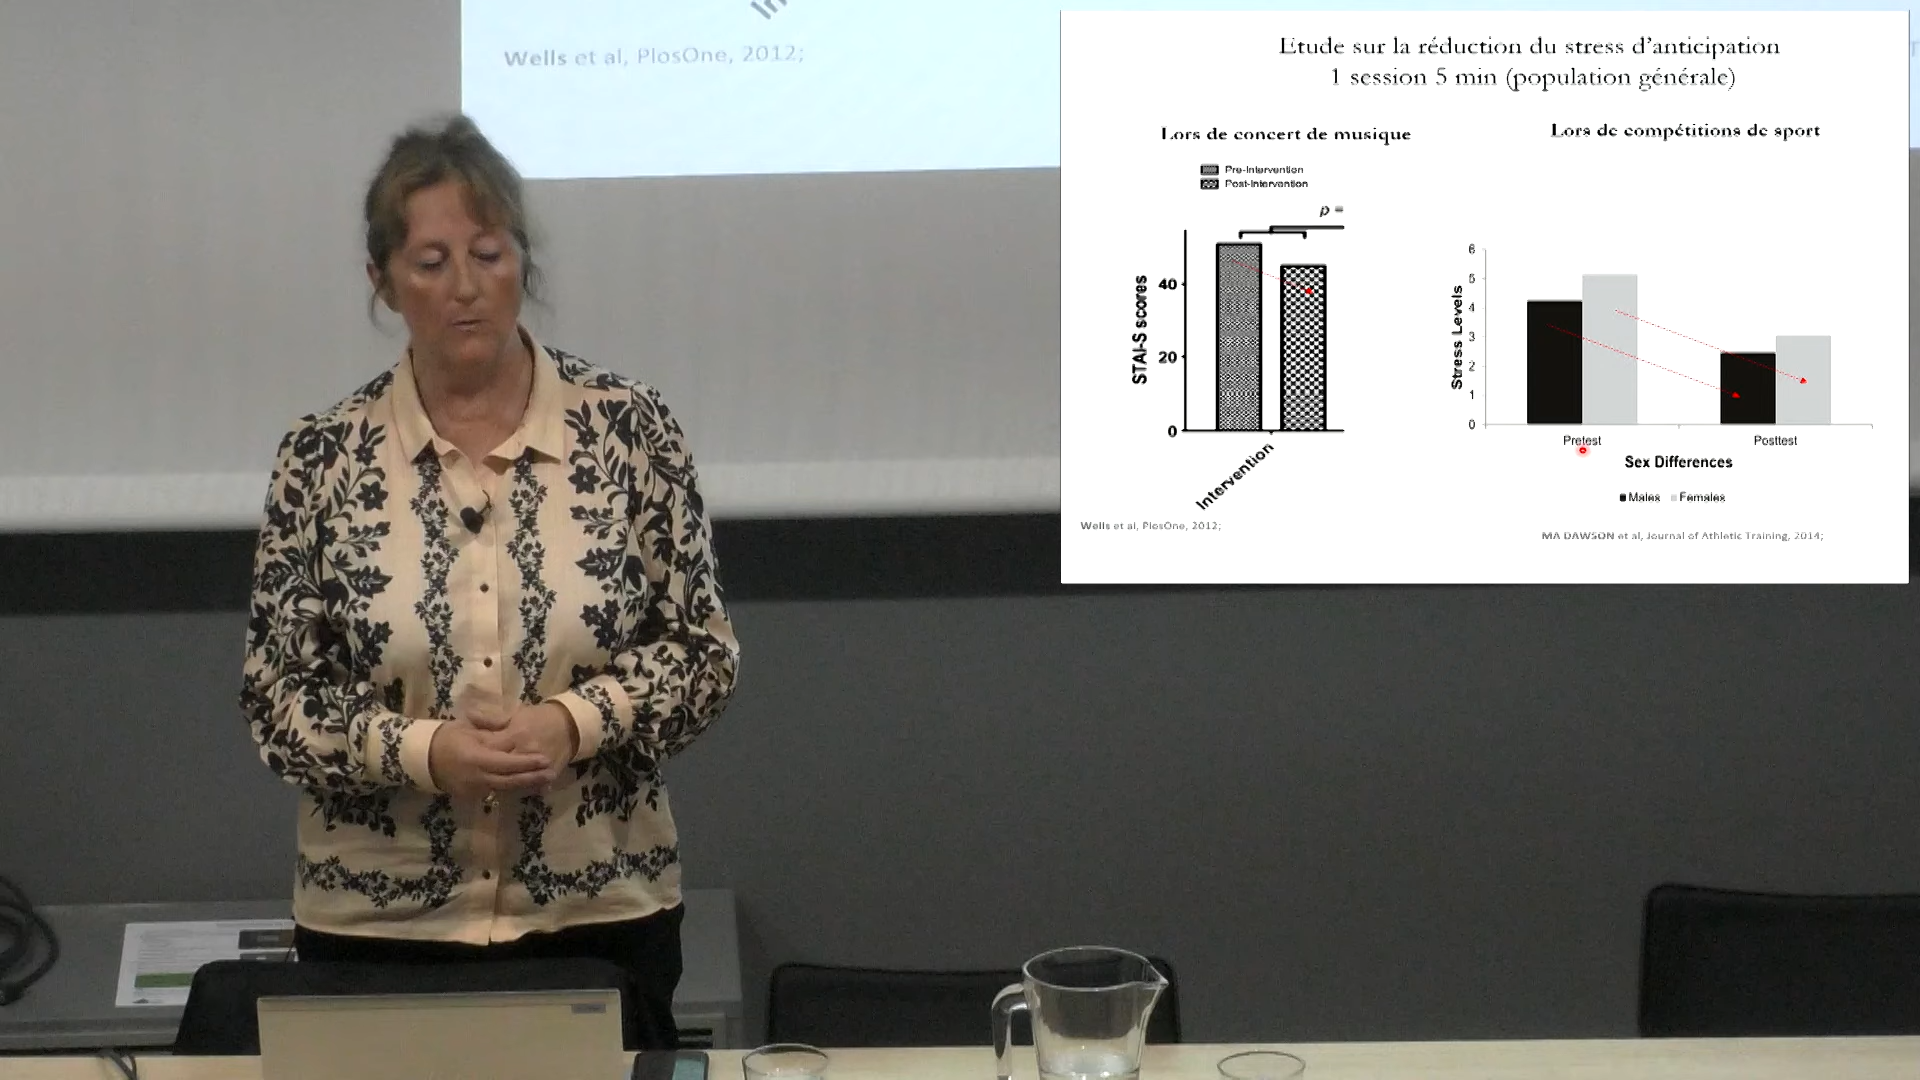 In
Wells et al, PlosOne, 2012;
Etude sur la réduction du stress d'anticipation
1 session 5 min (population générale)
Lors de concert de musique
Pre-Intervention
Post-Intervention
p =
STAI-S scores
40
20
0
Intervention
Wells et al, PlosOne, 2012;
Lors de compétitions de sport
Stress Levels
6
5
4
3
2
1
0
Pretest
Posttest
Sex Differences
Males
Females
MA DAWSON et al, Journal of Athletic Training, 2014;